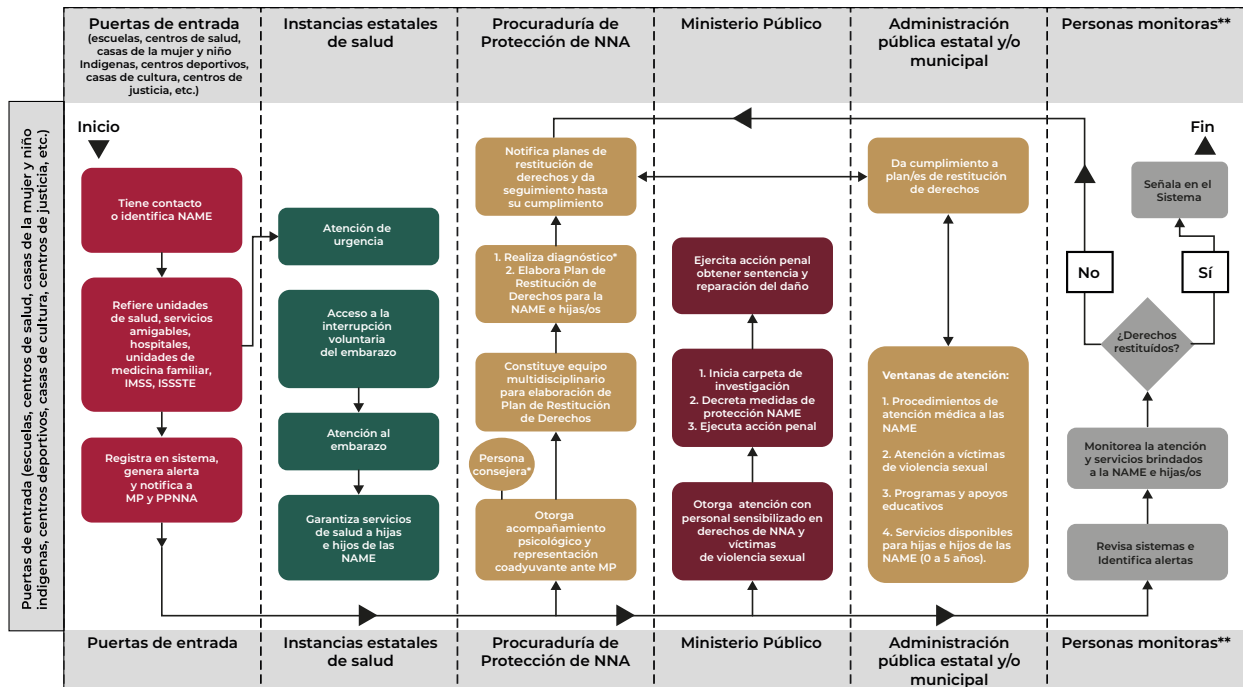 Puertas de entrada
(escuelas, centros de salud,
casas de la mujer y niño
Indigenas, centros deportivos,
casas de cultura, centros de
justicia, etc.)
Instancias estatales
de salud
Procuraduría de
Protección de NNA
Ministerio Público
Administración
pública estatal y/o
municipal
Personas monitoras**
Puertas de entrada (escuelas, centros de salud, casas de la mujer y niño
indigenas, centros deportivos, casas de cultura, centros de justicia, etc.)
Inicio
Tiene contacto
o identifica NAME
Refiere unidades
de salud, servicios
amigables,
hospitales,
unidades de
medicina familiar,
IMSS, ISSSTE
Registra en sistema,
genera alerta
y notifica a
MP y PPNNA
Atención de
urgencia
Acceso a la
interrupción
voluntaria
del embarazo
Atención al
embarazo
Garantiza servicios
de salud a hijas
e hijos de las
NAME
Notifica planes de
restitución de
derechos y da
seguimiento hasta
su cumplimiento
1. Realiza diagnóstico*
2. Elabora Plan de
Restitución de
Derechos para la
NAME e hijas/os
Constituye equipo
multidisciplinario
para elaboración de
Plan de Restitución
de Derechos
Persona
consejera*
Otorga
acompañamiento
psicológico y
representación
coadyuvante ante MP
Ejercita acción penal
obtener sentencia y
reparación del daño
1. Inicia carpeta de
investigación
2. Decreta medidas de
protección NAME
3. Ejecuta acción penal
Otorga atención con
personal sensibilizado en
derechos de NNA y
víctimas
de violencia sexual
Da cumplimiento a
plan/es de restitución
de derechos
Ventanas de atención:
1. Procedimientos de
atención médica a las
NAME
2. Atención a víctimas
de violencia sexual
3. Programas y apoyos
educativos
4. Servicios disponibles
para hijas e hijos de las
NAME (0 a 5 años).
Fin
Señala en el
Sistema
No
Sí
¿Derechos
restituídos?
Monitorea la atención
y servicios brindados
a la NAME e hijas/os
Revisa sistemas e
Identifica alertas
Puertas de entrada
Instancias estatales
de salud
Procuraduría de
Protección de NNA
Ministerio Público
Administración
pública estatal y/o
municipal
Personas monitoras**